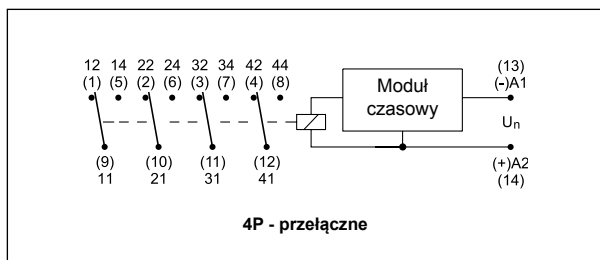 12 14 22 24 32 34 42 44
(1) (5) (2) (6) (3) (7) (4) (8)
(13)
(-)A1
Moduł
czasowy
Un
(9) (10) (11) (12)
11 21 31 41
(+)A2
(14)
4P - przełączne